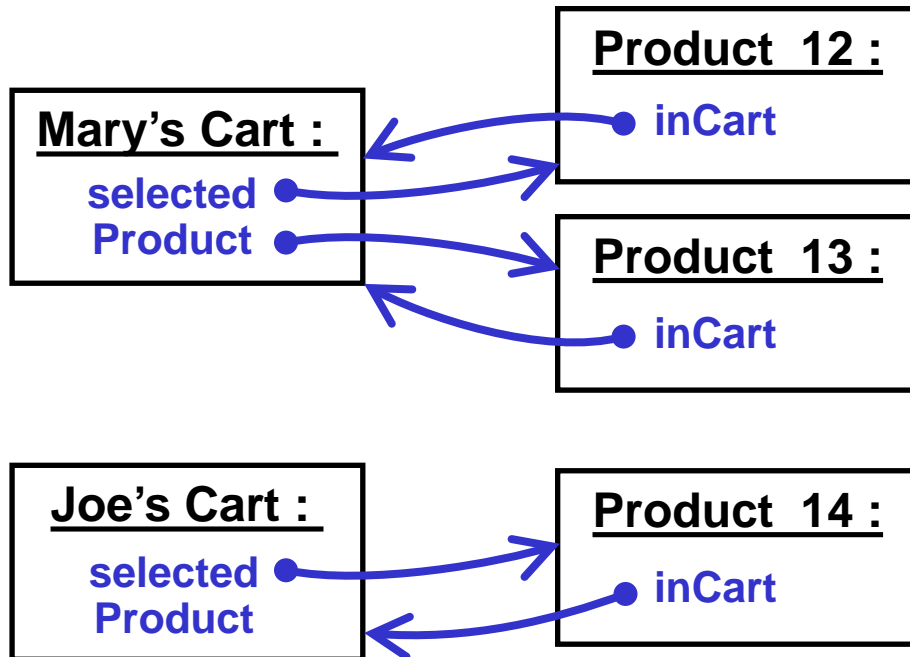 Product 12 :
inCart
Mary’s Cart :
selected
Product
Product 13 :
inCart
Joe’s Cart :
selected
Product
Product 14 :
inCart